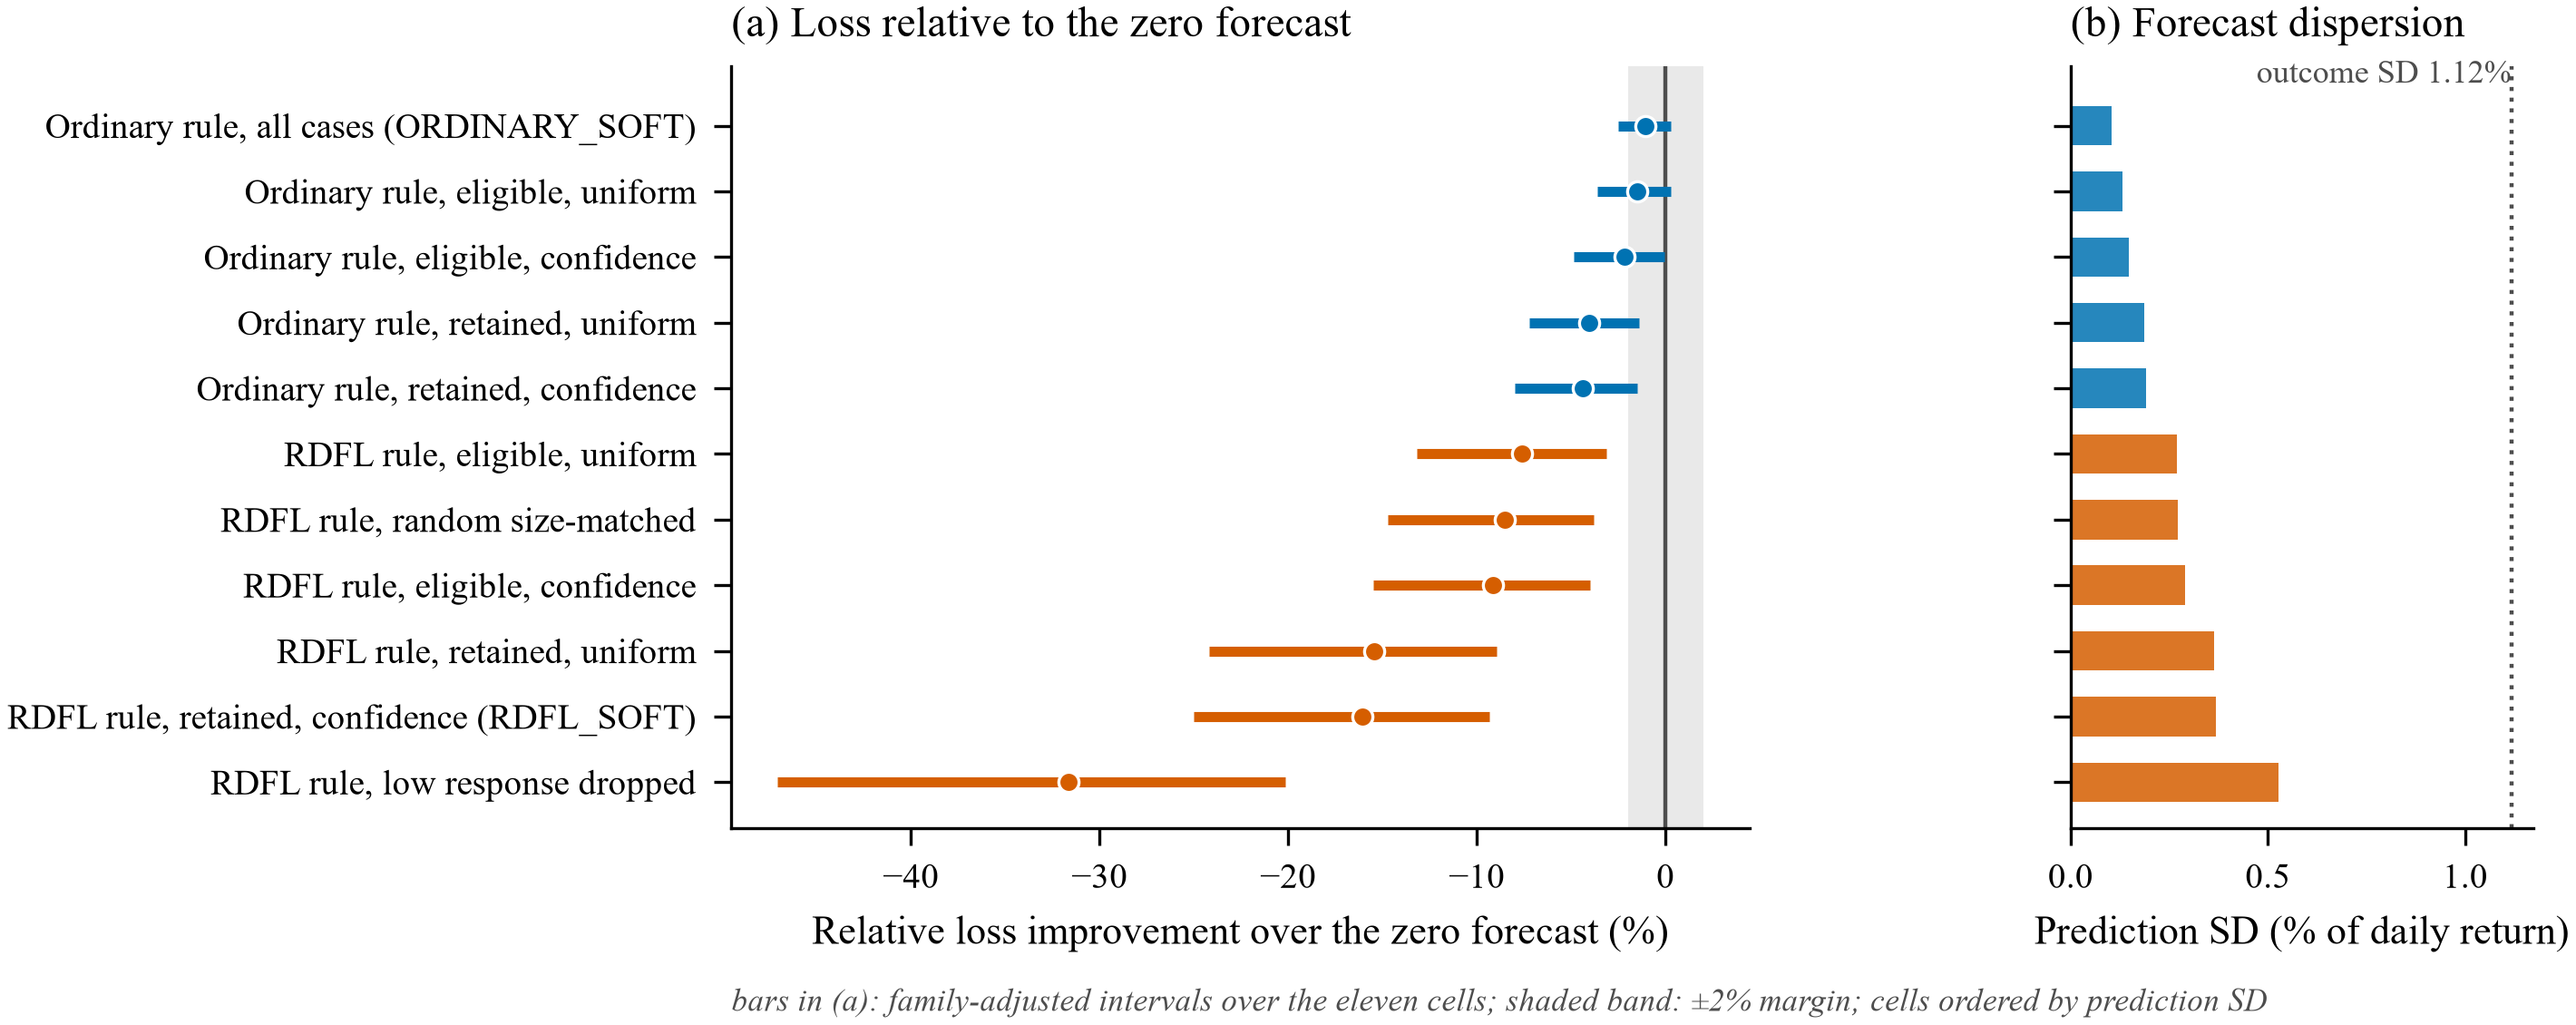 (a) Loss relative to the zero forecast
(b) Forecast dispersion
outcome SD 1.12%
Ordinary rule, all cases (ORDINARY_SOFT)
Ordinary rule, eligible, uniform
Ordinary rule, eligible, confidence
Ordinary rule, retained, uniform
Ordinary rule, retained, confidence
RDFL rule, eligible, uniform
RDFL rule, random size-matched
RDFL rule, eligible, confidence
RDFL rule, retained, uniform
RDFL rule, retained, confidence (RDFL_SOFT)
RDFL rule, low response dropped
−40 −30 −20 −10 0
0.0 0.5 1.0
Relative loss improvement over the zero forecast (%)
Prediction SD (% of daily return)
bars in (a): family-adjusted intervals over the eleven cells; shaded band: ±2% margin; cells ordered by prediction SD